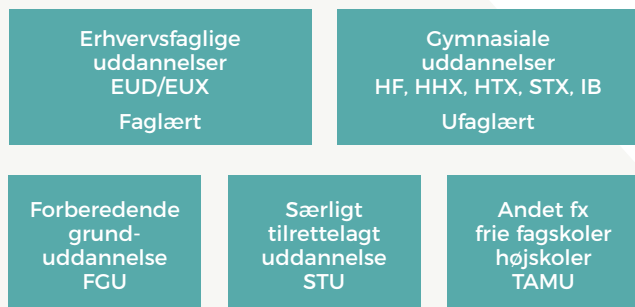 Erhvervsfaglige
uddannelser
EUD/EUX
Faglært
Gymnasiale
uddannelser
HF, HHX, HTX, STX, IB
Ufaglært
Forberedende
grund-
uddannelse
FGU
Særligt
tilrettelagt
uddannelse
STU
Andet fx
frie fagskoler
højskoler
TAMU